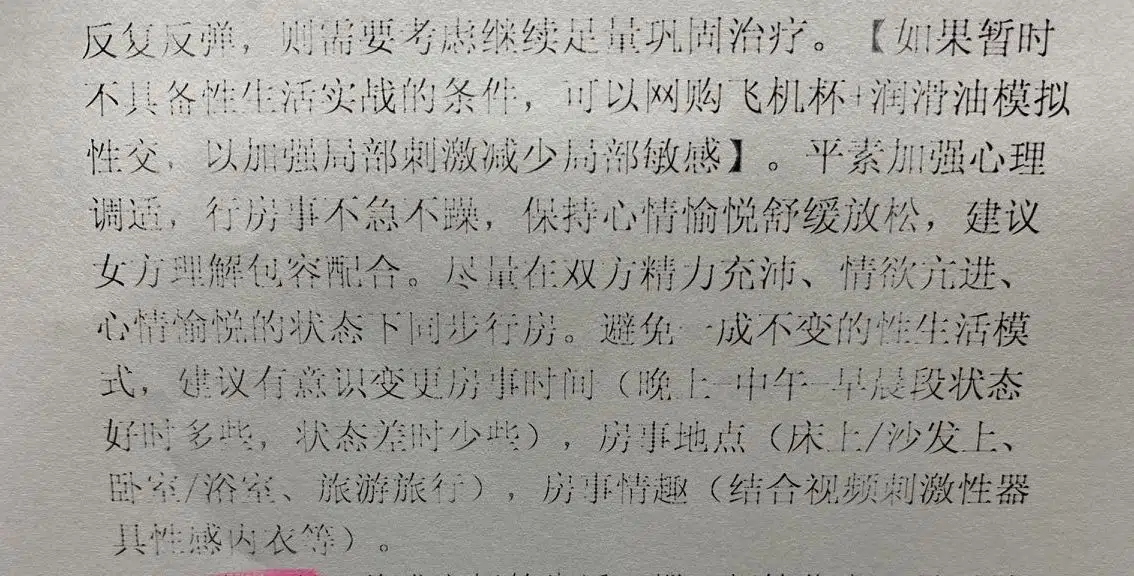 反复反弹，则需要考虑继续足量巩固治疗。【如果暂时
不具备性生活实战的条件，可以网购飞机杯+润滑油模拟
性交，以加强局部刺激减少局部敏感】。平素加强心理
调适，行房事不急不躁，保持心情愉悦舒缓放松，建议
女方理解包容配合。尽量在双方精力充沛、情欲亢进、
心情愉悦的状态下同步行房。避免一成不变的性生活模
式，建议有意识变更房事时间（晚上-中午-早晨段状态
好时多些，状态差时少些），房事地点（床上/沙发上、
卧室/浴室、旅游旅行），房事情趣（结合视频刺激性器
具性感内衣等）。